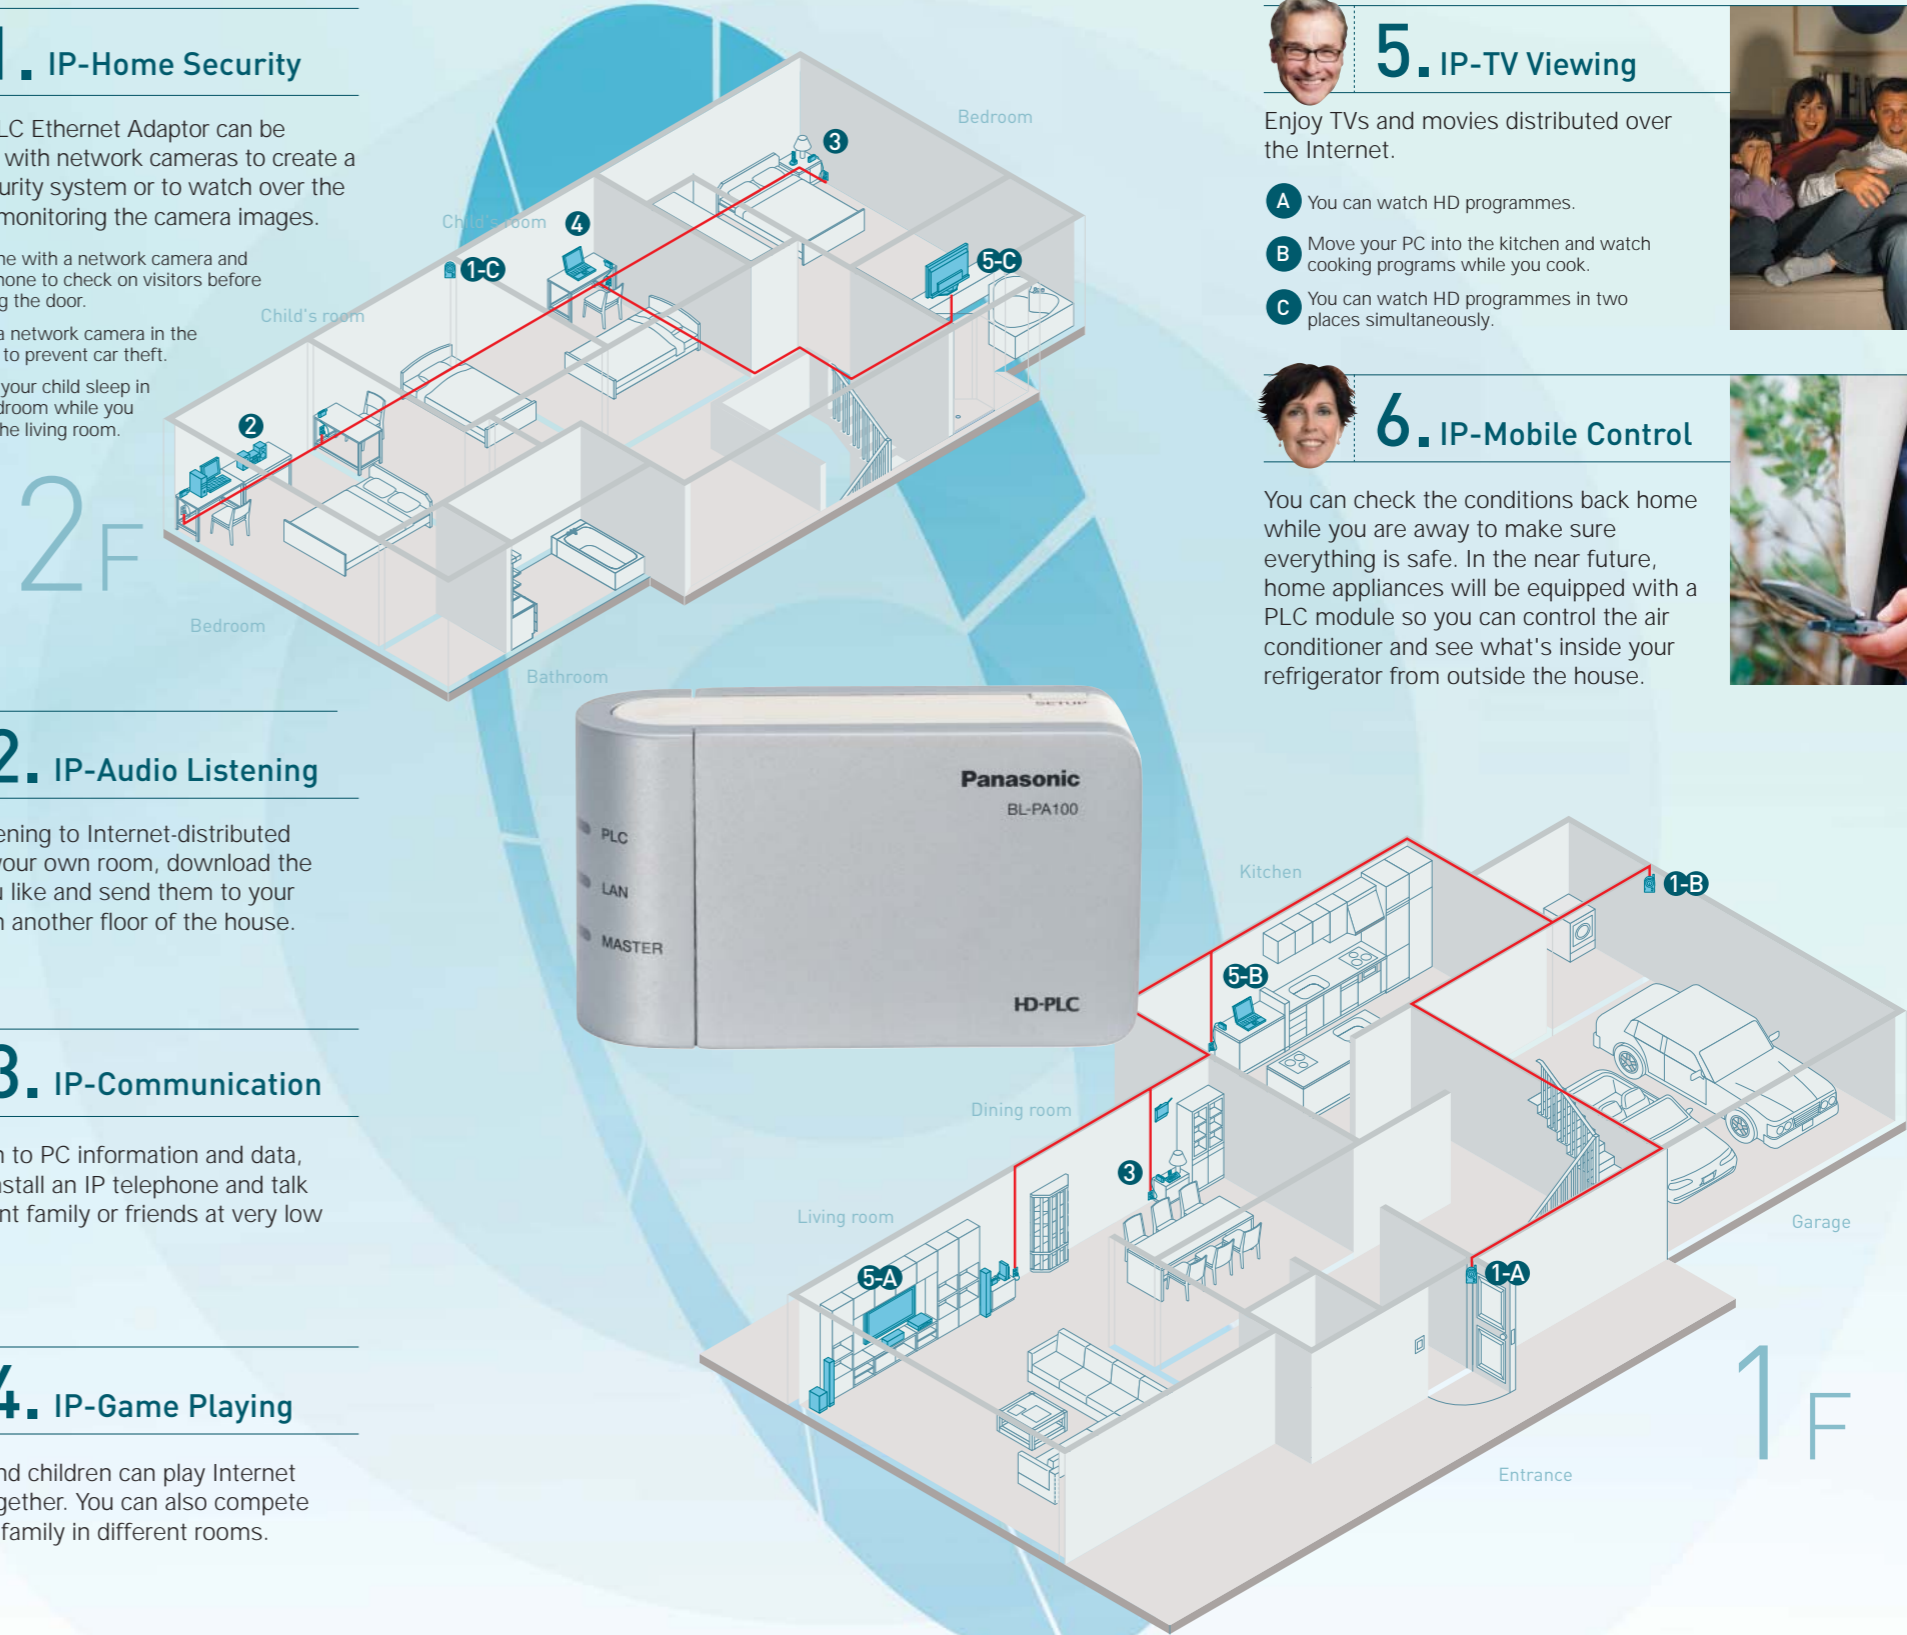 1. IP-Home Security
LC Ethernet Adaptor can be
with network cameras to create a
urity system or to watch over the
monitoring the camera images.
ne with a network camera and
hone to check on visitors before
g the door.
a network camera in the
to prevent car theft.
your child sleep in
droom while you
he living room.
2F
Bedroom
Child's room
Child's room
Bedroom
Bathroom
3
4
1-C
5-C
2
2. IP-Audio Listening
ening to Internet-distributed
your own room, download the
u like and send them to your
n another floor of the house.
3. IP-Communication
n to PC information and data,
nstall an IP telephone and talk
nt family or friends at very low
4. IP-Game Playing
nd children can play Internet
gether. You can also compete
family in different rooms.
SETUP
Panasonic
BL-PA100
PLC
LAN
MASTER
HD-PLC
5. IP-TV Viewing
Enjoy TVs and movies distributed over
the Internet.
A You can watch HD programmes.
B Move your PC into the kitchen and watch
cooking programs while you cook.
C You can watch HD programmes in two
places simultaneously.
6. IP-Mobile Control
You can check the conditions back home
while you are away to make sure
everything is safe. In the near future,
home appliances will be equipped with a
PLC module so you can control the air
conditioner and see what's inside your
refrigerator from outside the house.
Kitchen
1-B
5-B
Dining room
3
Living room
5-A
1-A
Garage
Entrance
1F